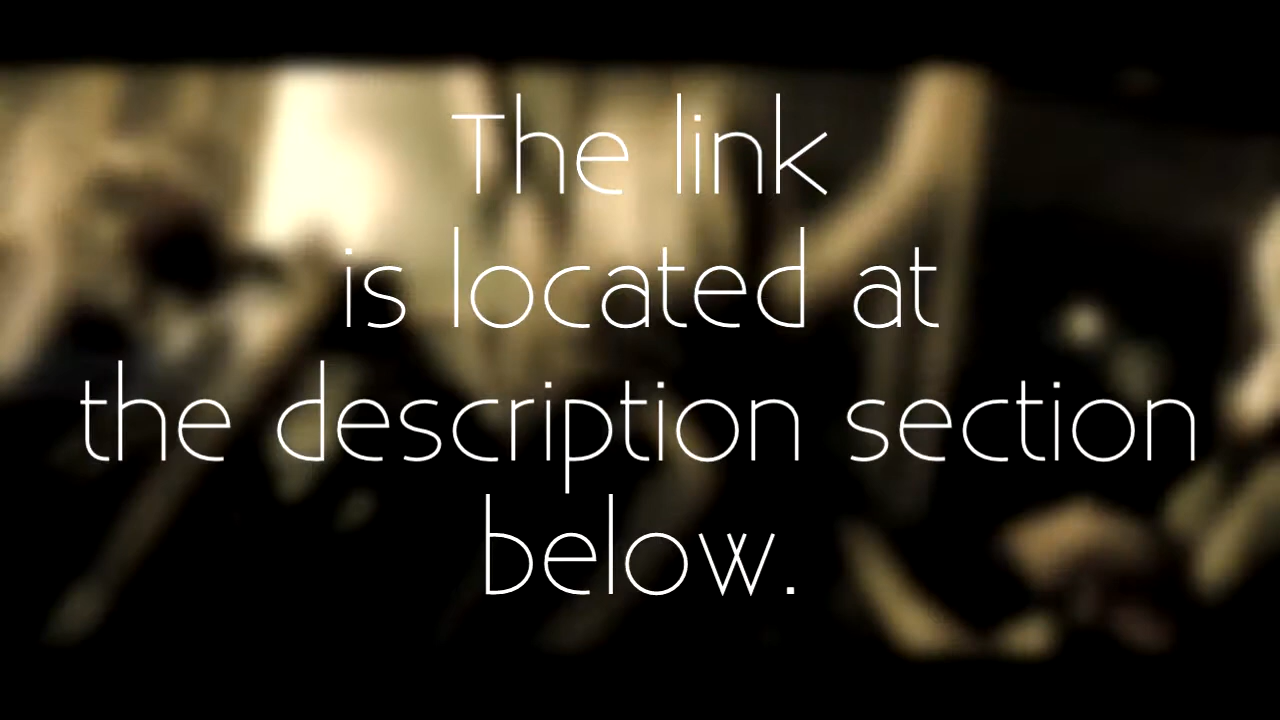 The link
is located at
the description section
below.